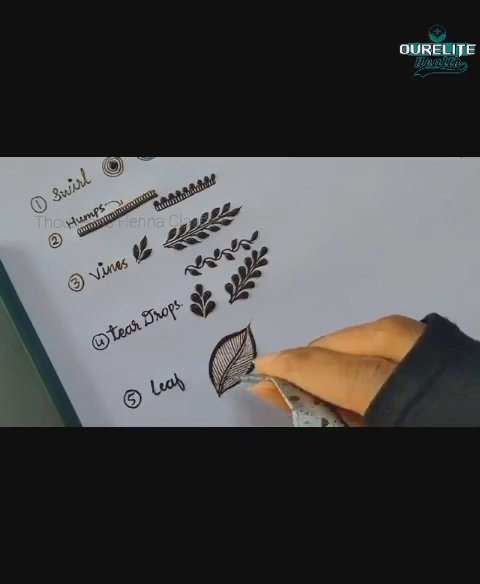 OURELITE
Health
① Swirl
② Humps
③ Vines
④ tear Drops.
⑤ leaf